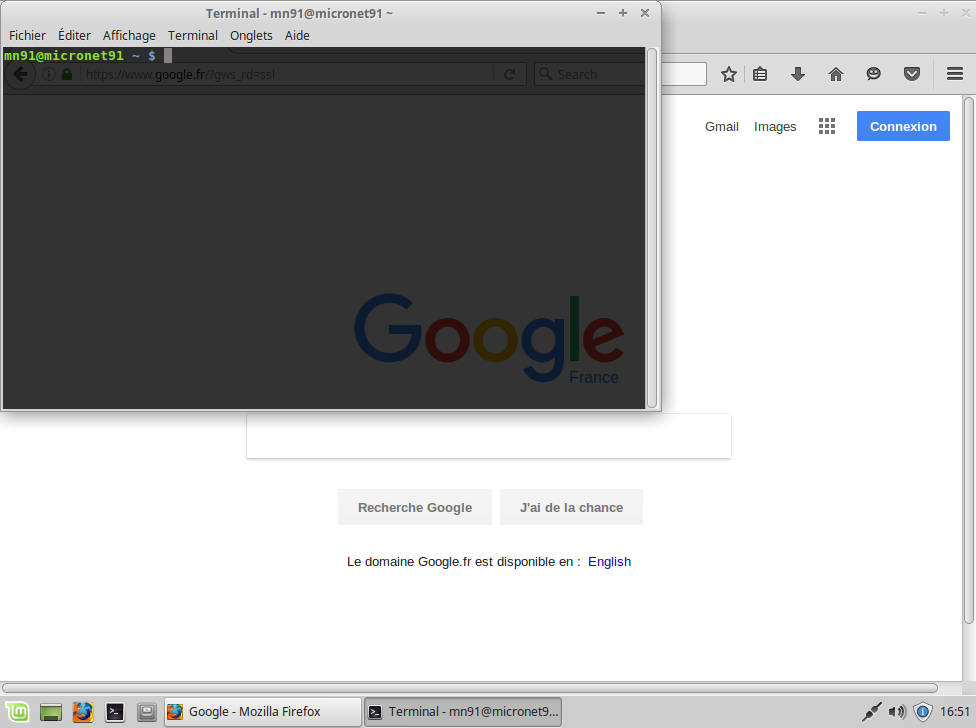 Terminal - mn91@micronet91 ~
Fichier Éditer Affichage Terminal Onglets Aide
mn91@micronet91 ~ $
https://www.google.fr/?gws_rd=ssl
Search
Gmail Images Connexion
Google
France
Recherche Google J'ai de la chance
Le domaine Google.fr est disponible en : English
Google - Mozilla Firefox Terminal - mn91@micronet9... 16:51